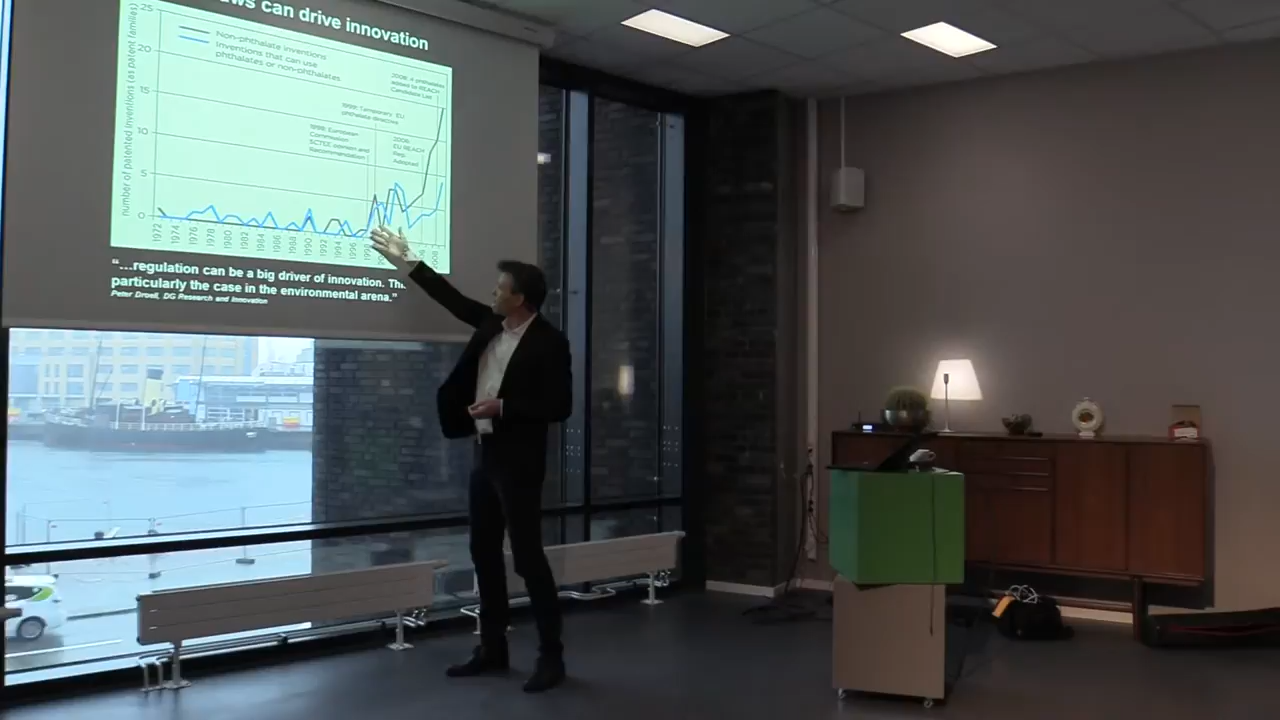 ws can drive innovation
25
20
15
10
5
0
number of patented inventions (as patent families)
Non-phthalate inventions
Inventions that can use
phthalates or non-phthalates
2008: 4 phthalates
added to REACH
Candidate List
1999: Temporary EU
phthalate directive
1998: European
Commission
SCTEE opinion and
Recommendation
2006:
EU REACH
Reg.
Adopted
1972
1974
1976
1978
1980
1982
1984
1986
1988
1990
1992
1994
1996
2008
"...regulation can be a big driver of innovation.
particularly the case in the environmental arena."
DG Research and Innovation